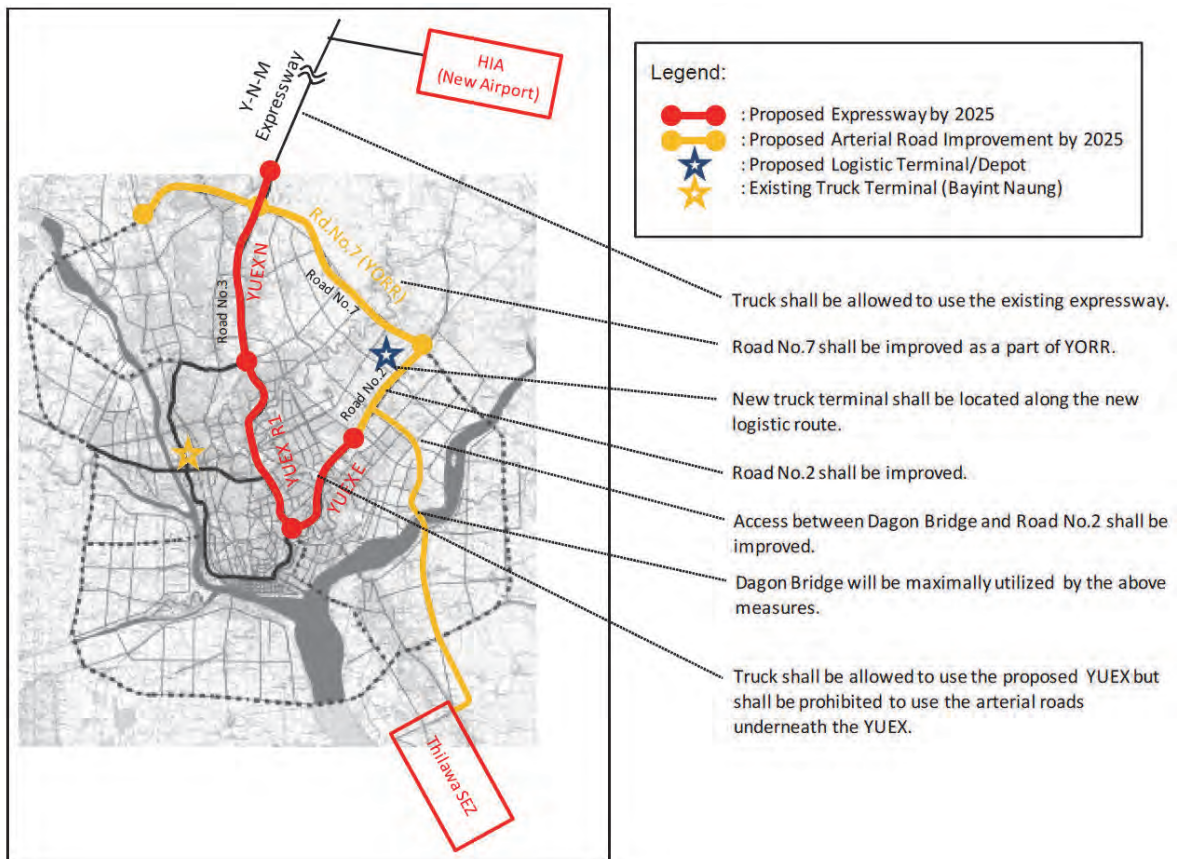 HIA
(New Airport)
Y-N-M
Expressway
Rd.No.7 (YORR)
Road No.7
YUEX N
Road No.3
Road No.2
YUEX R1
YUEX E
Thilawa SEZ
Legend:
: Proposed Expressway by 2025
: Proposed Arterial Road Improvement by 2025
: Proposed Logistic Terminal/Depot
: Existing Truck Terminal (Bayint Naung)
Truck shall be allowed to use the existing expressway.
Road No.7 shall be improved as a part of YORR.
New truck terminal shall be located along the new
logistic route.
Road No.2 shall be improved.
Access between Dagon Bridge and Road No.2 shall be
improved.
Dagon Bridge will be maximally utilized by the above
measures.
Truck shall be allowed to use the proposed YUEX but
shall be prohibited to use the arterial roads
underneath the YUEX.